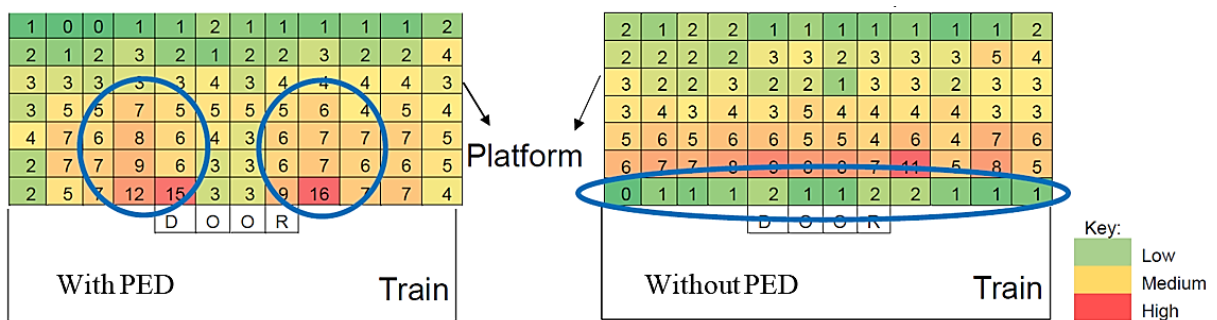 1 0 0 1 1 2 1 1 1 1 1 2
2 1 2 3 2 1 2 2 3 2 2 4
3 3 3 3 3 4 3 4 4 4 4 3
3 5 5 7 5 5 5 5 6 4 5 4
4 7 6 8 6 4 3 6 7 7 7 5
2 7 7 9 6 3 3 6 7 6 6 5
2 5 7 12 15 3 3 9 16 7 7 4
D O O R
With PED
Train
Platform
2 1 2 2 1 1 1 1 1 1 1 2
2 2 2 2 3 3 2 3 3 3 5 4
3 2 2 3 2 2 1 3 3 2 3 3
3 4 3 4 3 5 4 4 4 4 3 3
5 6 5 6 6 5 5 4 6 4 7 6
6 7 7 8 7 11 5 8 5
0 1 1 1 2 1 1 2 2 1 1 1
D O O R
Without PED
Train
Key:
Low
Medium
High